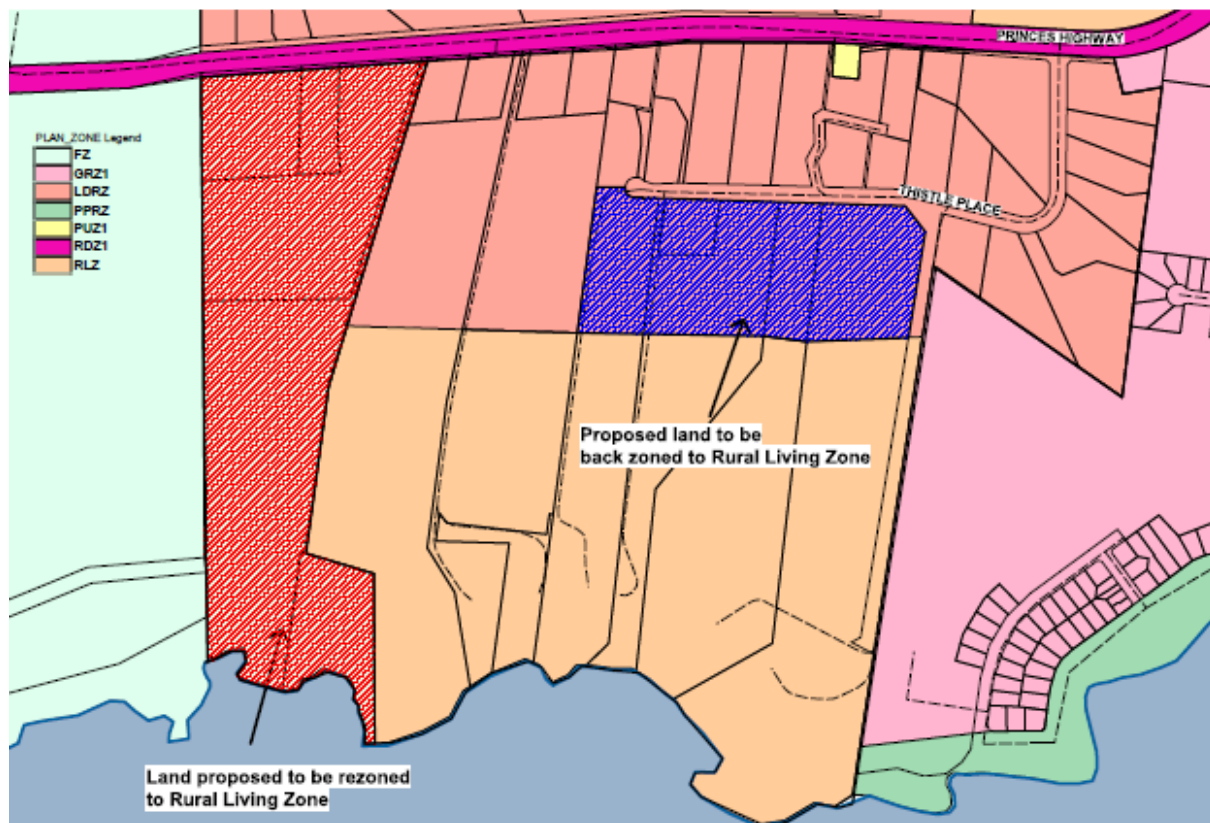 PRINCES HIGHWAY
PLAN_ZONE Legend
FZ
GRZ1
LDRZ
PPRZ
PUZ1
RDZ1
RLZ
THISTLE PLACE
Proposed land to be
back zoned to Rural Living Zone
Land proposed to be rezoned
to Rural Living Zone